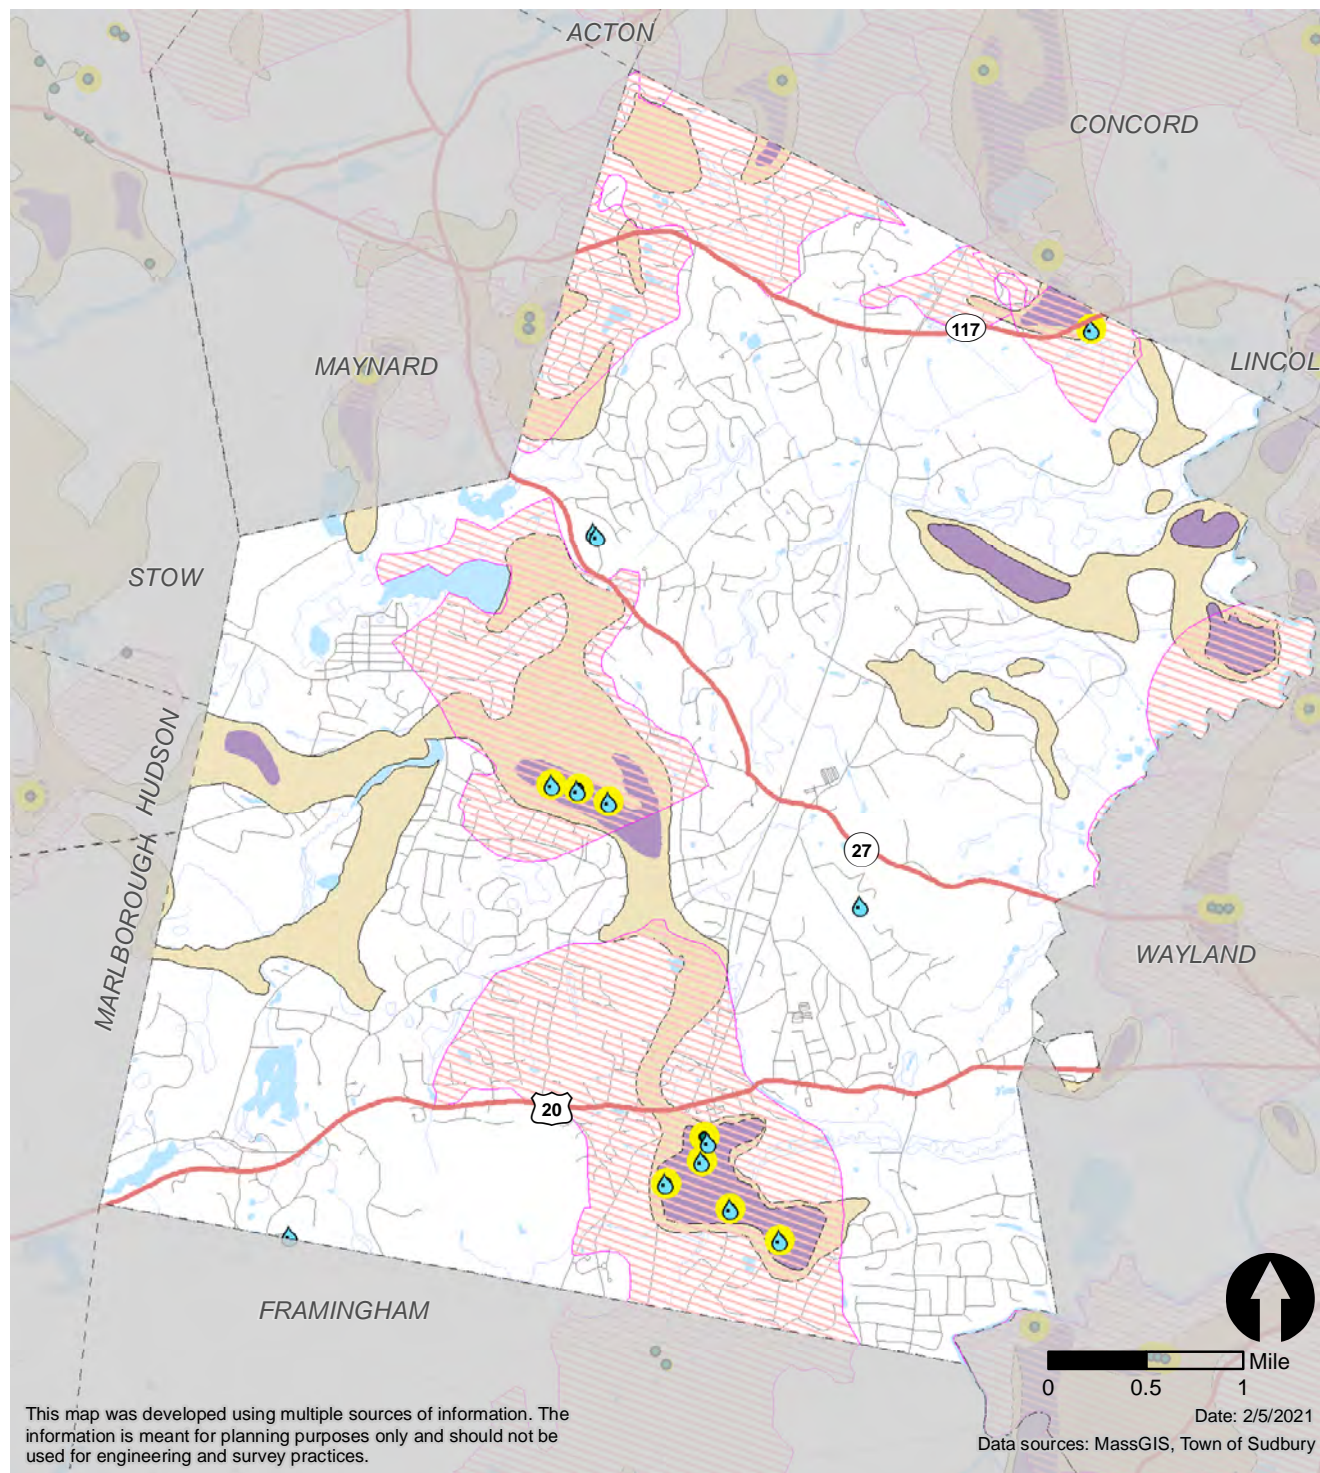 ACTON
CONCORD
117
LINCOL
MAYNARD
STOW
HUDSON
MARLBOROUGH
27
WAYLAND
20
FRAMINGHAM
Mile
0 0.5 1
Date: 2/5/2021
Data sources: MassGIS, Town of Sudbury
This map was developed using multiple sources of information. The
information is meant for planning purposes only and should not be
used for engineering and survey practices.